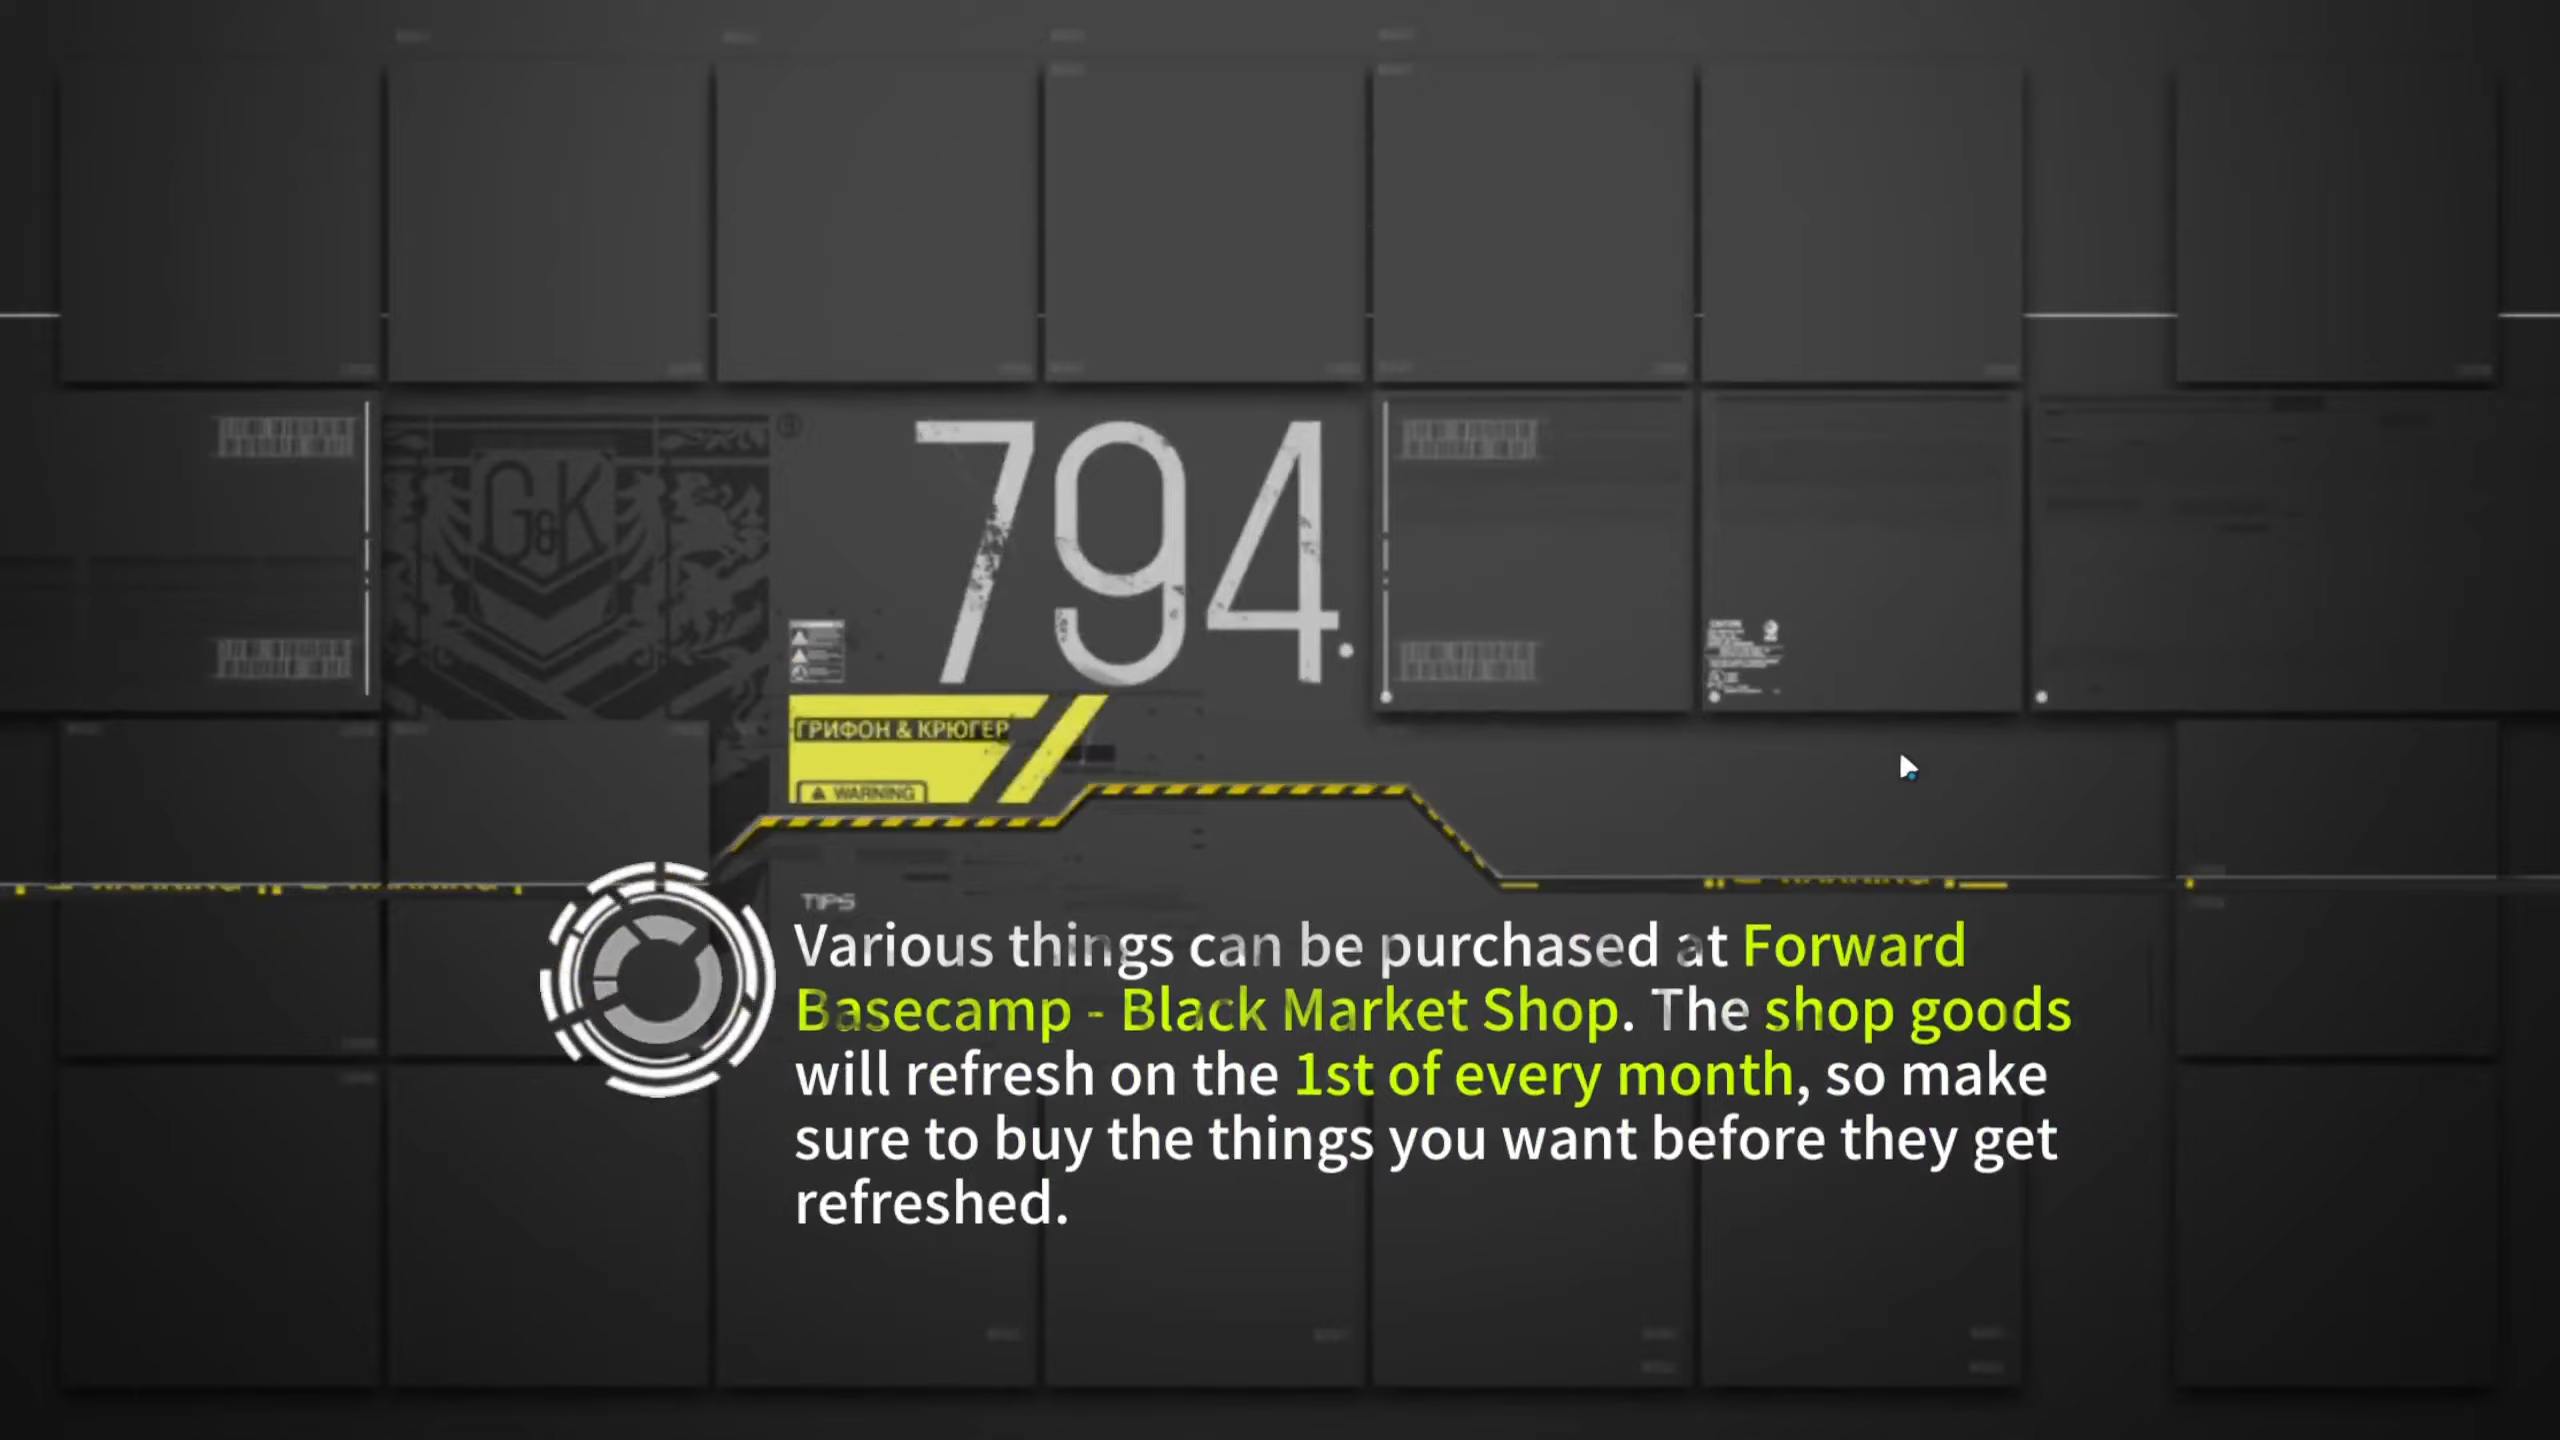 G&K
794.
ГРИФОН & КРЮГЕР
WARNING
TIPS
Various things can be purchased at Forward
Basecamp - Black Market Shop. The shop goods
will refresh on the 1st of every month, so make
sure to buy the things you want before they get
refreshed.